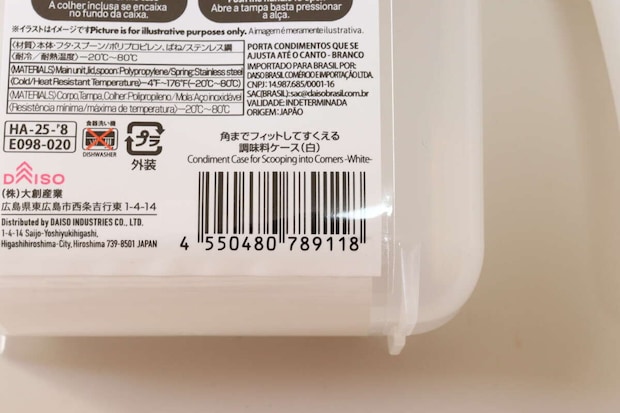 A colher inclusa se encaixa
no fundo da caixa.
Abre a tampa basta pressionar
a alça.
※イラストはイメージです Picture is for illustrative purposes only. A imagem é meramente ilustrativa.
〈材質〉本体・フタ・スプーン/ポリプロピレン、ばね/ステンレス鋼
〈耐冷/耐熱温度〉−20℃〜80℃
(MATERIALS) Main unit, lid, spoon: Polypropylene / Spring: Stainless steel
(Cold/Heat Resistant Temperature) −4°F~176°F (−20℃~80℃)
(MATERIALS) Corpo, Tampa, Colher: Polipropileno / Mola: Aço inoxidável
(Resistência mínima/máxima de temperatura) −20℃~80℃
PORTA CONDIMENTOS QUE SE
AJUSTA ATÉ O CANTO - BRANCO
IMPORTADO PARA BRASIL POR:
DAISO BRASIL COMÉRCIO E IMPORTAÇÃO LTDA.
CNPJ: 14.987.685/0001-16
SAC(BRASIL):sac@daisobrasil.com.br
VALIDADE: INDETERMINADA
ORIGEM: JAPÃO
HA-25-'8
E098-020
食器洗い機
DISHWASHER
プラ
外装
角までフィットしてすくえる
調味料ケース(白)
Condiment Case for Scooping into Corners -White-
DAISO
(株)大創産業
広島県東広島市西条吉行東 1-4-14
Distributed by DAISO INDUSTRIES CO., LTD.
1-4-14 Saijo-Yoshiyukihigashi,
Higashihiroshima-City, Hiroshima 739-8501 JAPAN
4 550480 789118